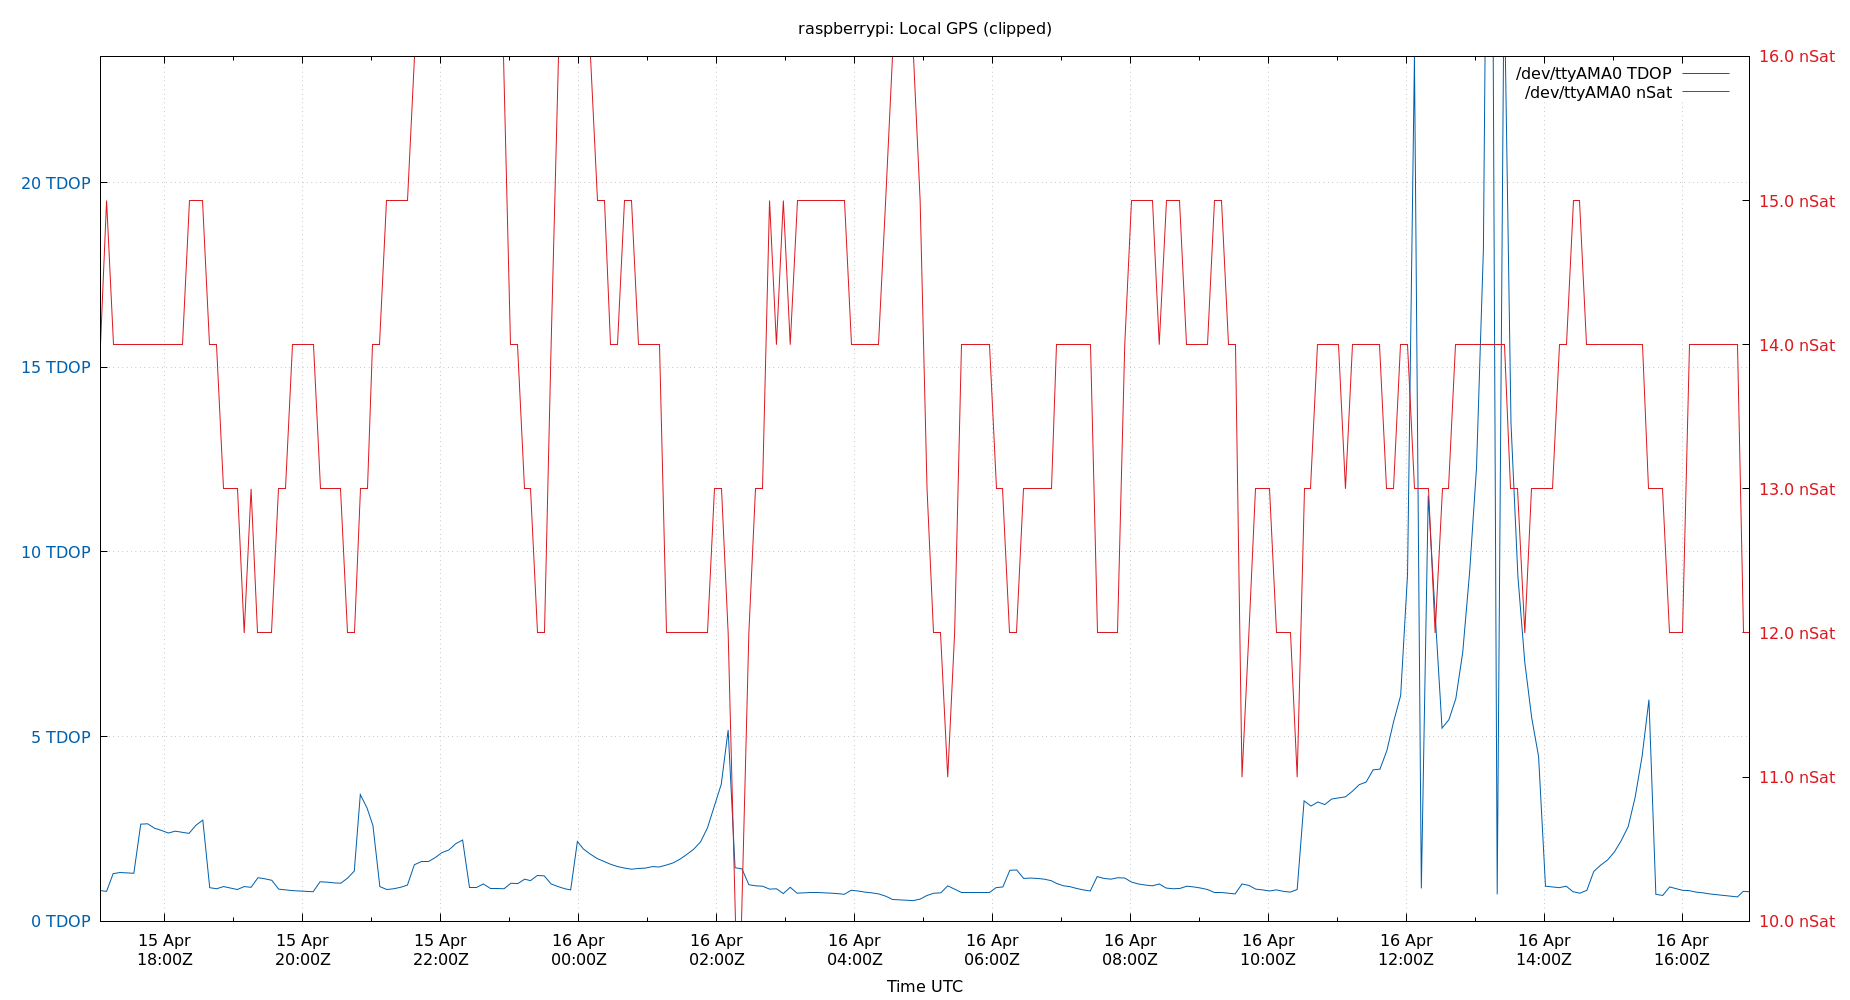 raspberrypi: Local GPS (clipped)
16.0 nSat
/dev/ttyAMA0 TDOP
/dev/ttyAMA0 nSat
20 TDOP
15.0 nSat
15 TDOP
14.0 nSat
13.0 nSat
10 TDOP
12.0 nSat
5 TDOP
11.0 nSat
0 TDOP
10.0 nSat
15 Apr 15 Apr 15 Apr 16 Apr 16 Apr 16 Apr 16 Apr 16 Apr 16 Apr 16 Apr 16 Apr 16 Apr
18:00Z 20:00Z 22:00Z 00:00Z 02:00Z 04:00Z 06:00Z 08:00Z 10:00Z 12:00Z 14:00Z 16:00Z
Time UTC